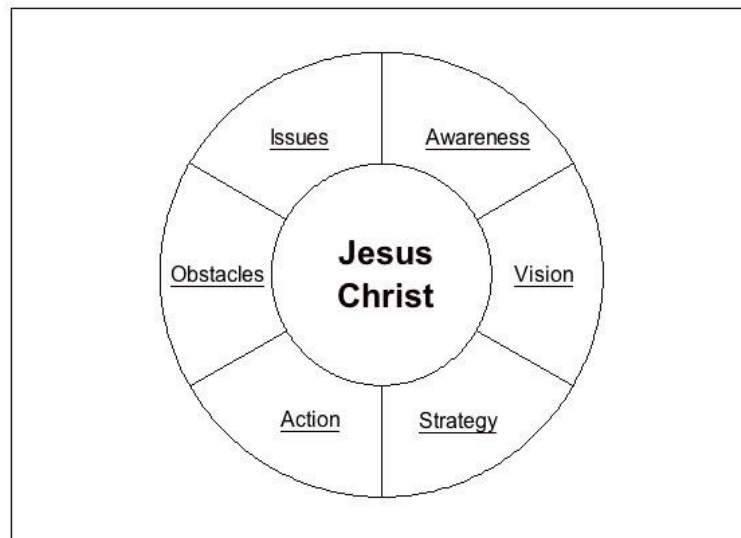 Issues
Awareness
Obstacles
Jesus
Christ
Vision
Action
Strategy